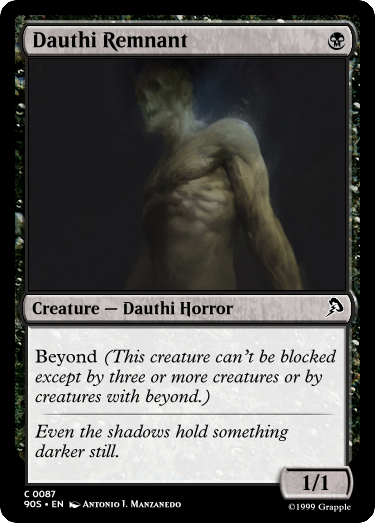 Dauthi Remnant
Creature — Dauthi Horror
Beyond (This creature can't be blocked
except by three or more creatures or by
creatures with beyond.)
Even the shadows hold something
darker still.
1/1
C 0087
90S • EN Antonio J. Manzanedo
©1999 Grapple